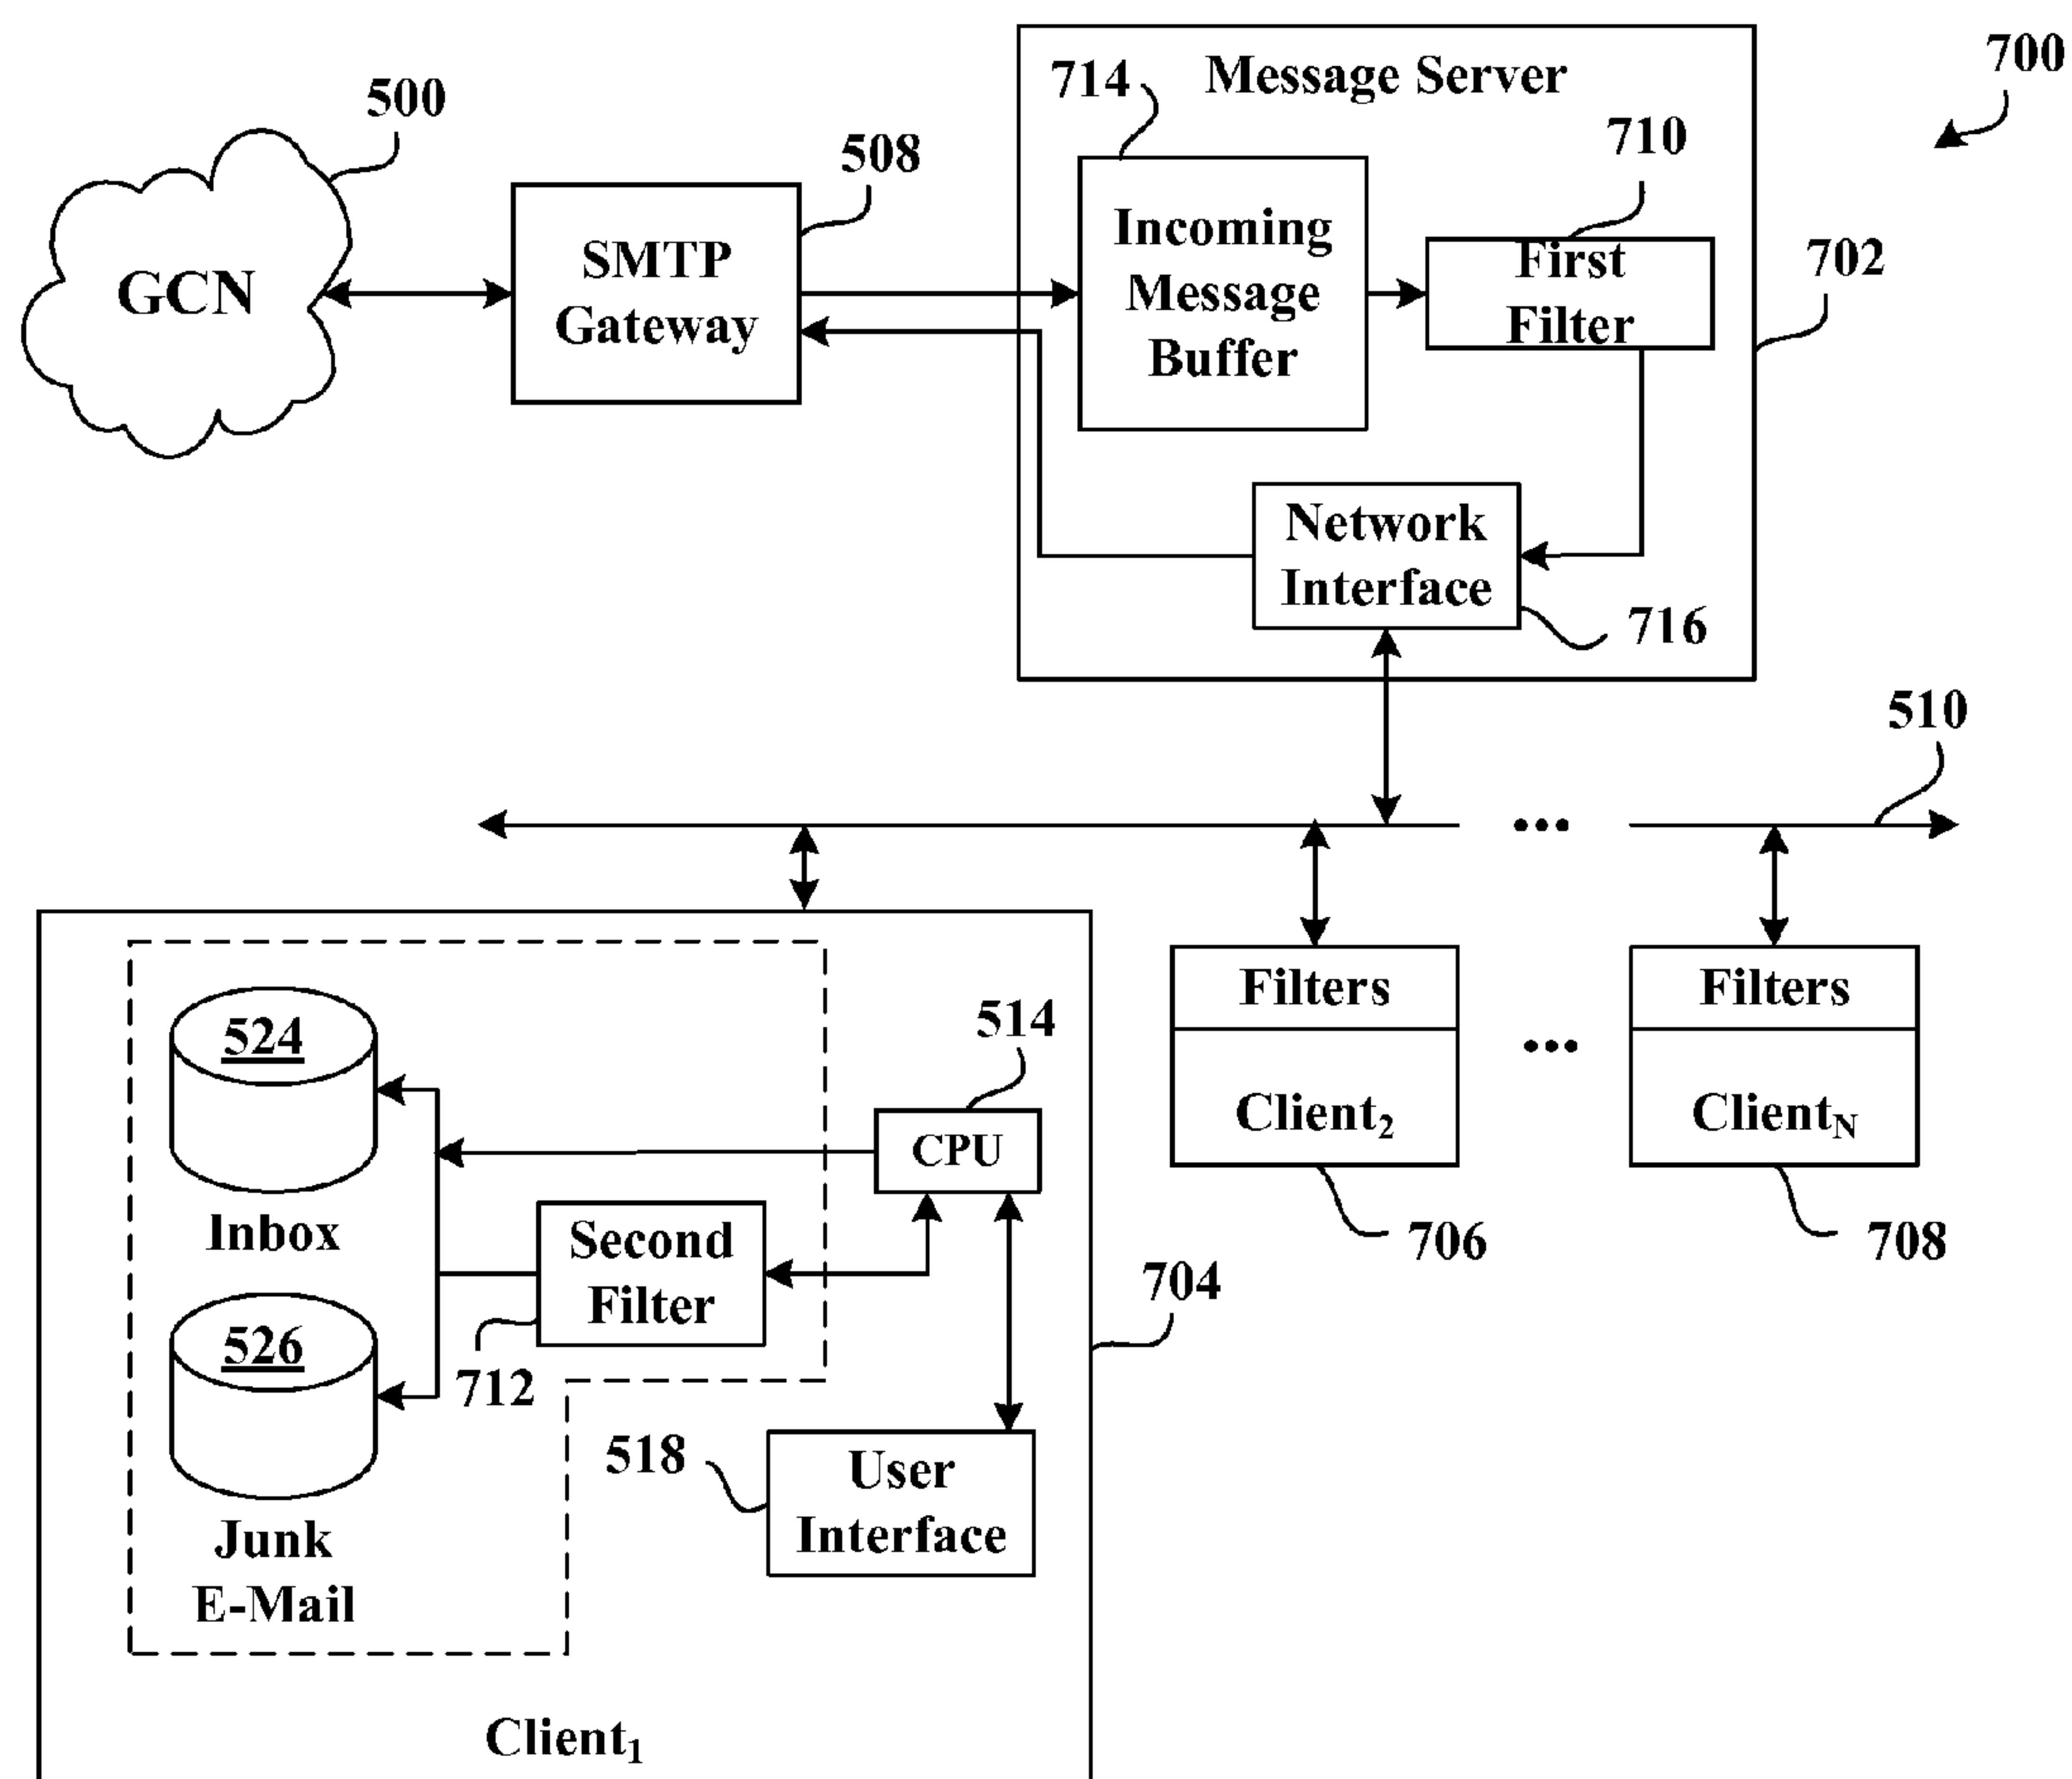 700
Message Server
714
500
710
508
Incoming
Message
Buffer
First
Filter
702
SMTP
Gateway
GCN
Network
Interface
716
510
...
524
Inbox
514
CPU
Filters
Client2
...
Filters
ClientN
706
708
Second
Filter
704
526
712
Junk
E-Mail
518
User
Interface
Client1